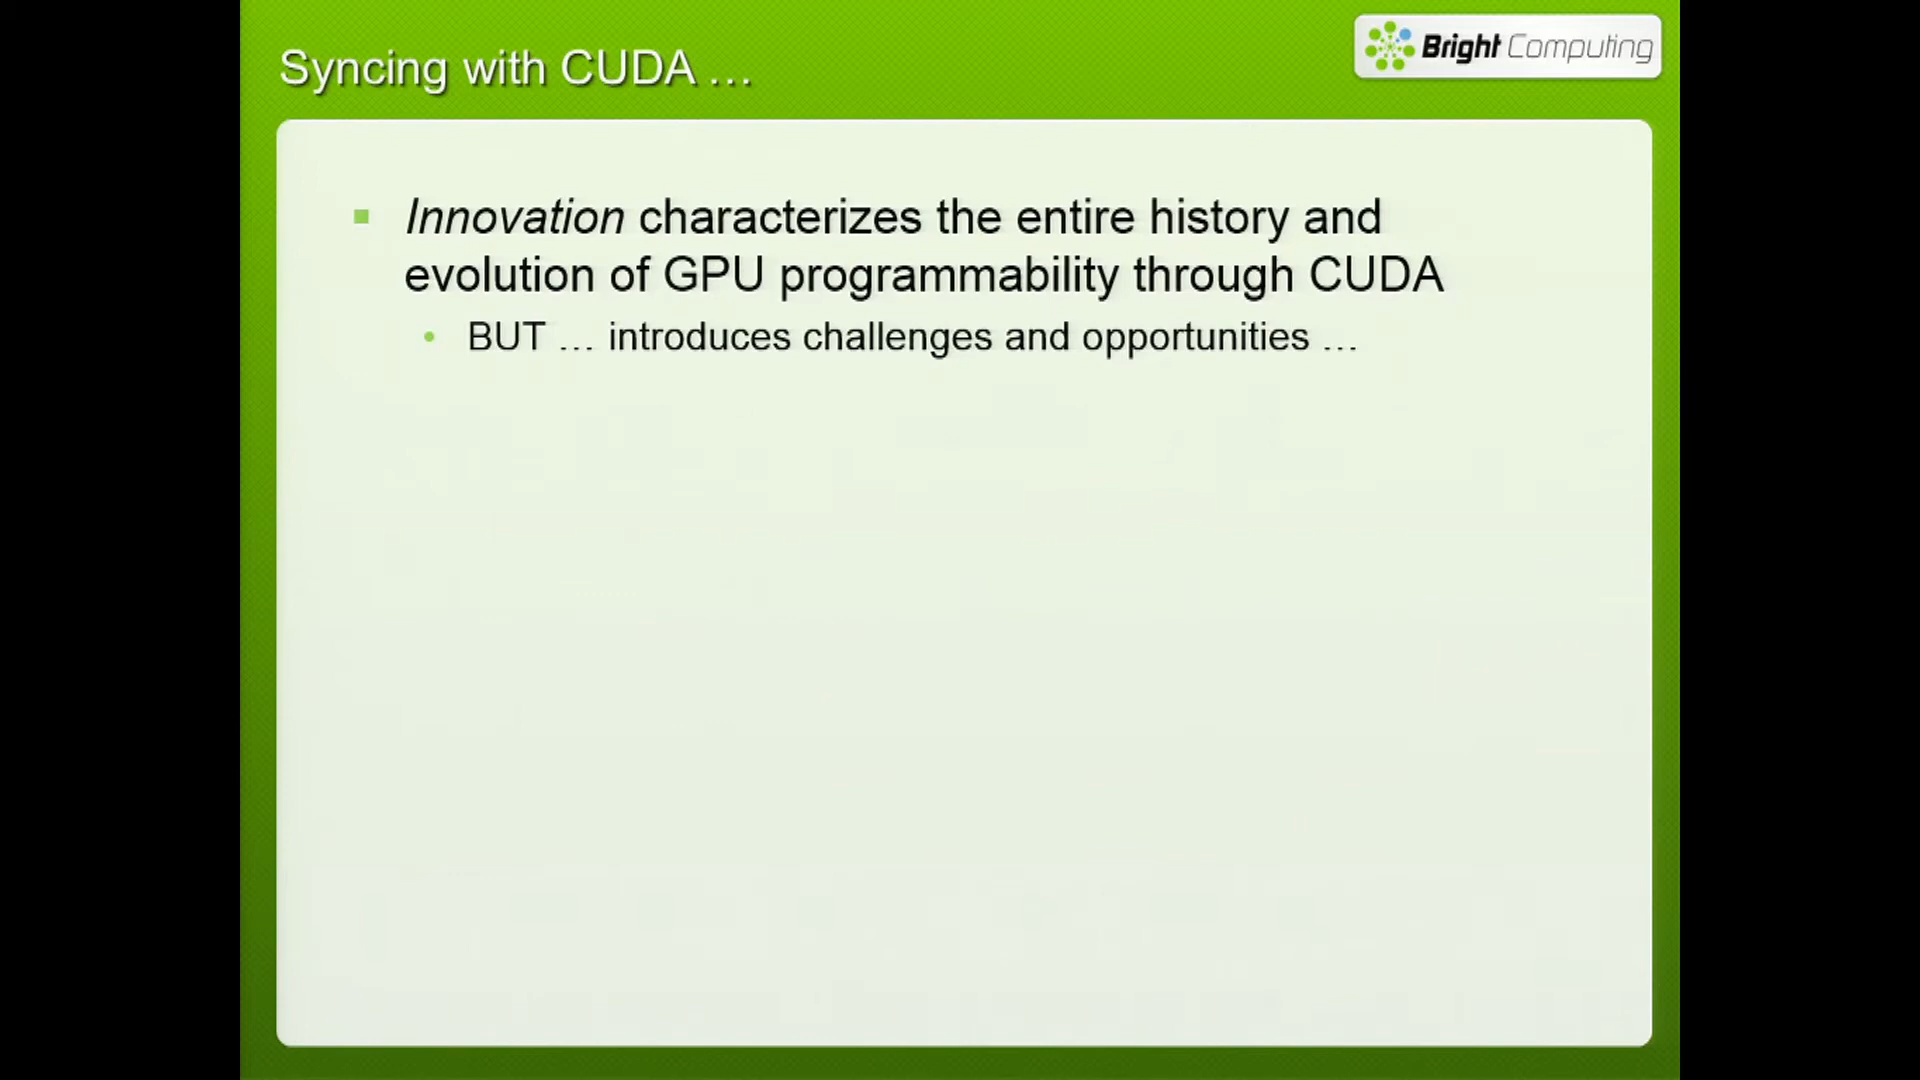 Syncing with CUDA …
Bright Computing
Innovation characterizes the entire history and
evolution of GPU programmability through CUDA
BUT … introduces challenges and opportunities …